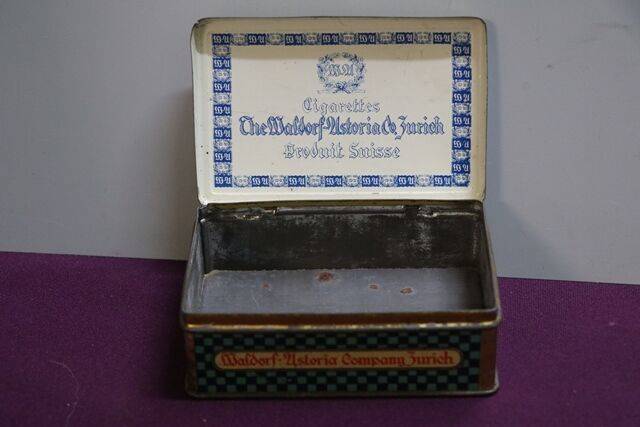 W-A
Cigarettes
The Waldorf-Astoria Co, Zurich
Produit Suisse
Waldorf-Astoria Company Zurich